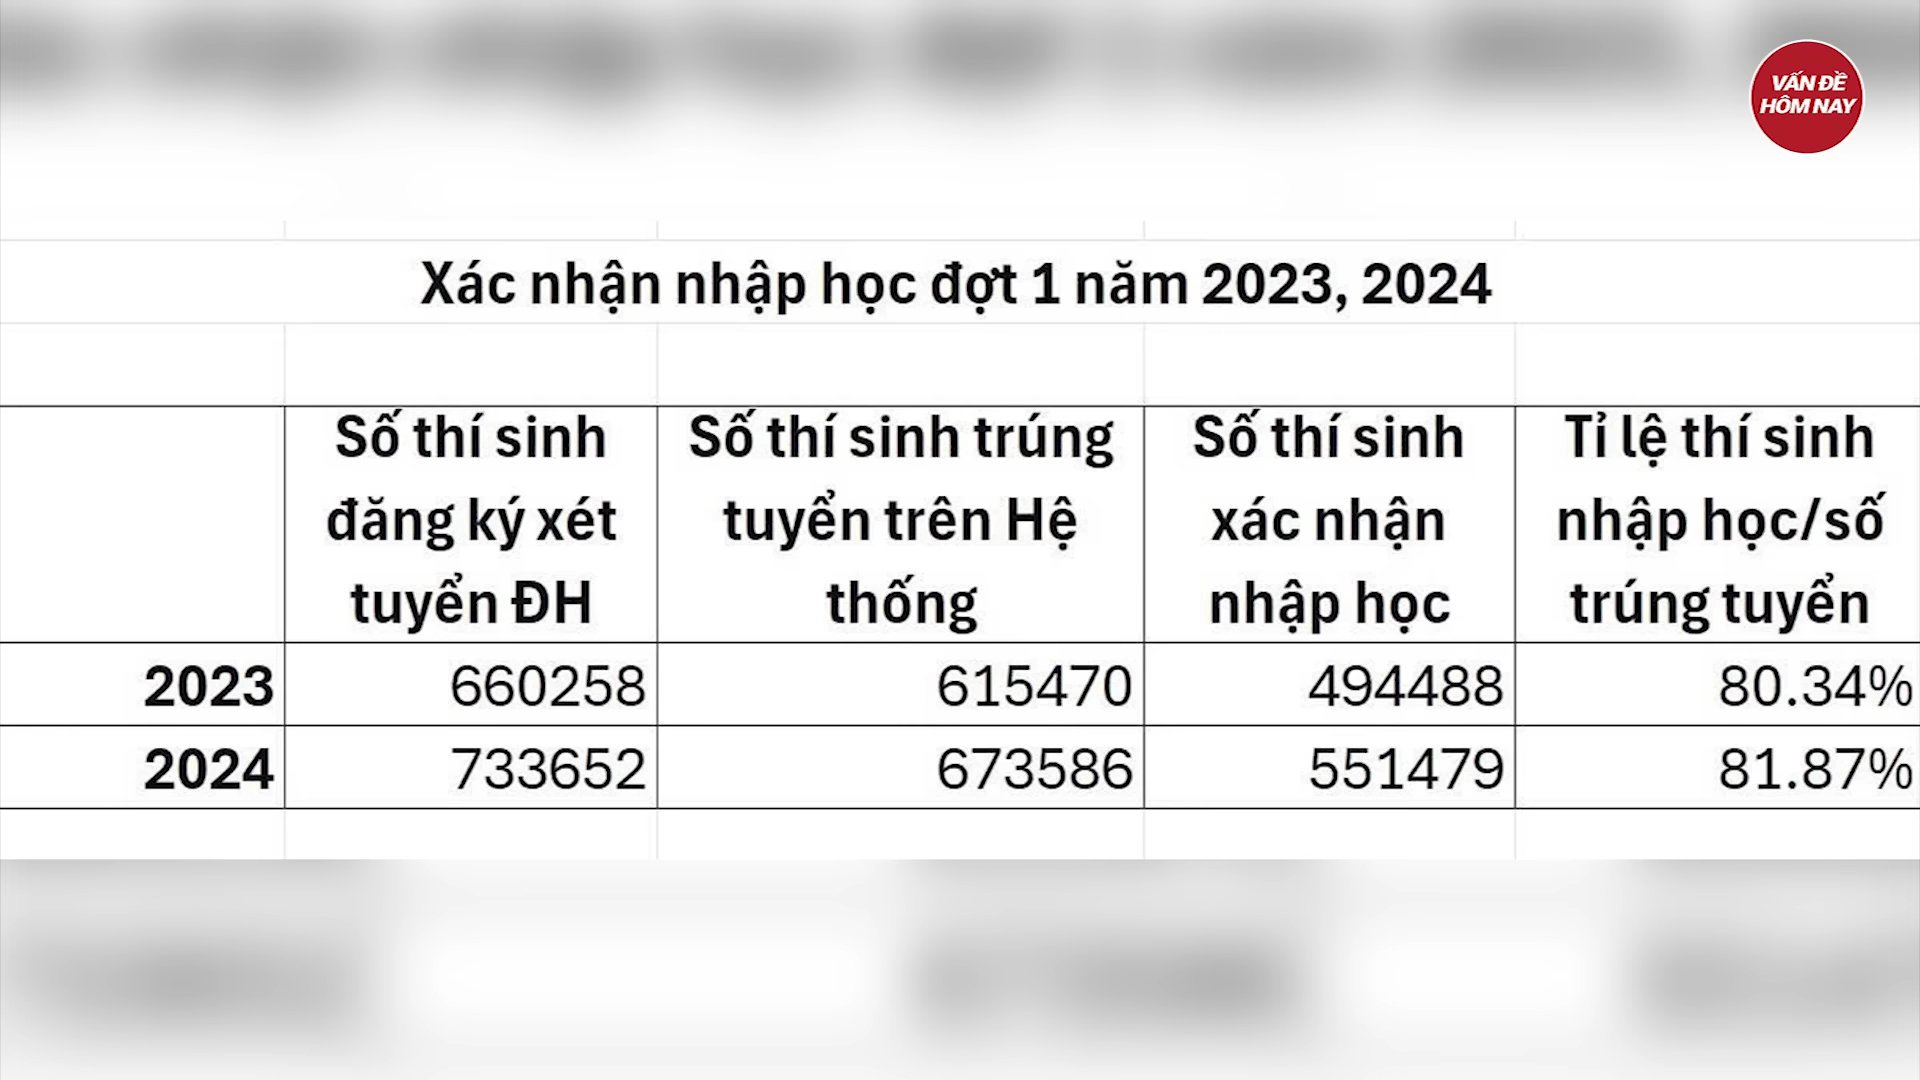 VẤN ĐỀ
HÔM NAY
Xác nhận nhập học đợt 1 năm 2023, 2024
Số thí sinh
đăng ký xét
tuyển ĐH
Số thí sinh trúng
tuyển trên Hệ
thống
Số thí sinh
xác nhận
nhập học
Tỉ lệ thí sinh
nhập học/số
trúng tuyển
2023 660258 615470 494488 80.34%
2024 733652 673586 551479 81.87%